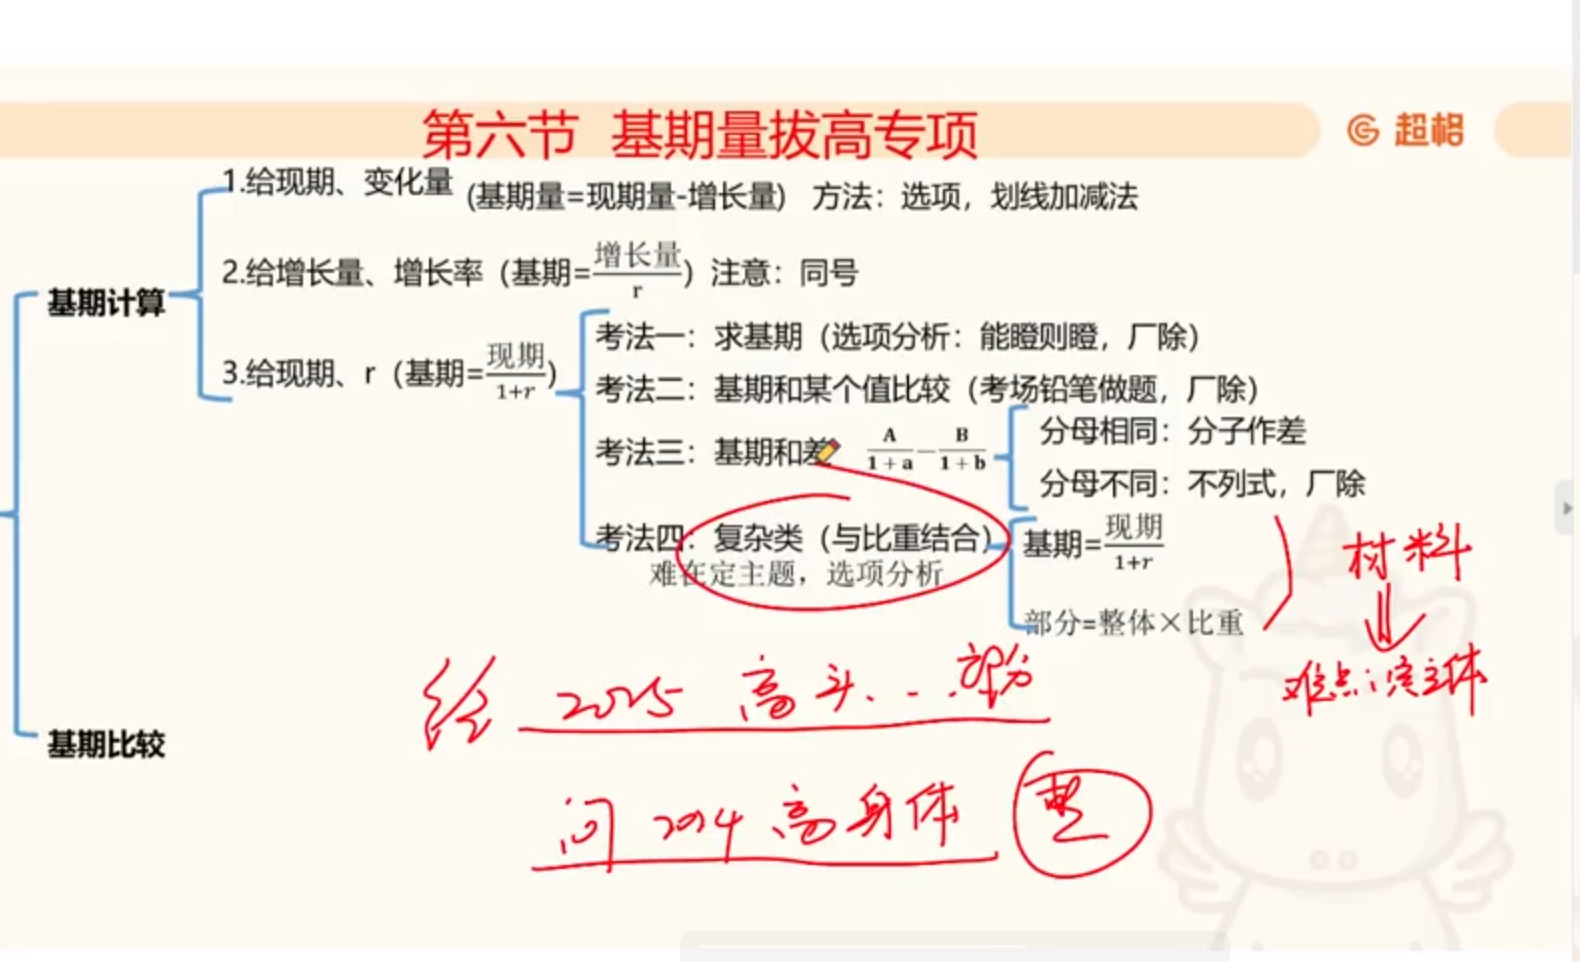 第六节 基期量拔高专项
超格
1.给现期、变化量 (基期量=现期量-增长量) 方法：选项，划线加减法
2.给增长量、增长率（基期=增长量/r）注意：同号
基期计算
3.给现期、r（基期=现期/1+r）
考法一：求基期（选项分析：能瞪则瞪，厂除）
考法二：基期和某个值比较（考场铅笔做题，厂除）
考法三：基期和差 A/1+a－B/1+b
分母相同：分子作差
分母不同：不列式，厂除
考法四：复杂类（与比重结合）
难在定主题，选项分析
基期=现期/1+r
部分=整体×比重
基期比较
材料
难点：定主体
给 2025 高头...部分
问 2024 高身体 整